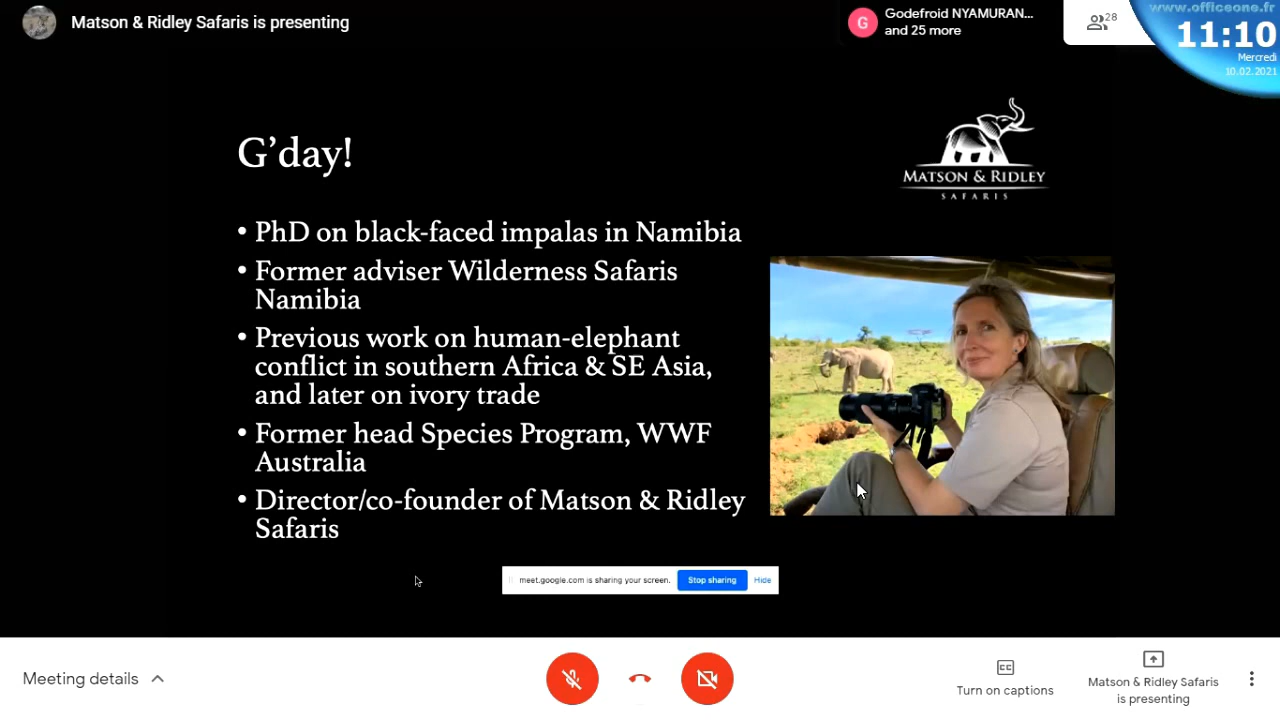 Matson & Ridley Safaris is presenting
G
Godefroid NYAMURAN...
and 25 more
28
www.officeone.fr
11:10
Mercredi
10.02.2021
G'day!
MATSON & RIDLEY
SAFARIS
• PhD on black-faced impalas in Namibia
• Former adviser Wilderness Safaris
Namibia
• Previous work on human-elephant
conflict in southern Africa & SE Asia,
and later on ivory trade
• Former head Species Program, WWF
Australia
• Director/co-founder of Matson & Ridley
Safaris
meet.google.com is sharing your screen.
Stop sharing
Hide
Meeting details
CC
Turn on captions
Matson & Ridley Safaris
is presenting